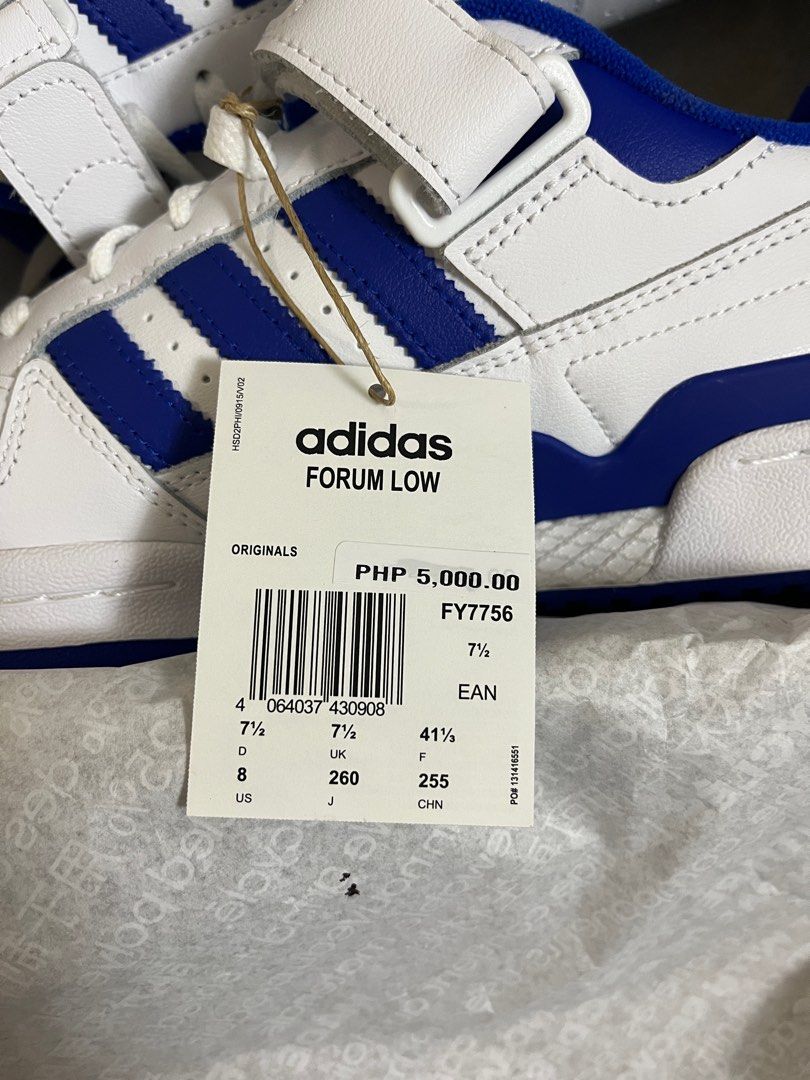 HSD2PHI/0915/V02
adidas
FORUM LOW
ORIGINALS
PHP 5,000.00
FY7756
7½
EAN
4 064037 430908
7½ 7½ 41⅓
D UK F
8 260 255
US J CHN
PO# 131416551